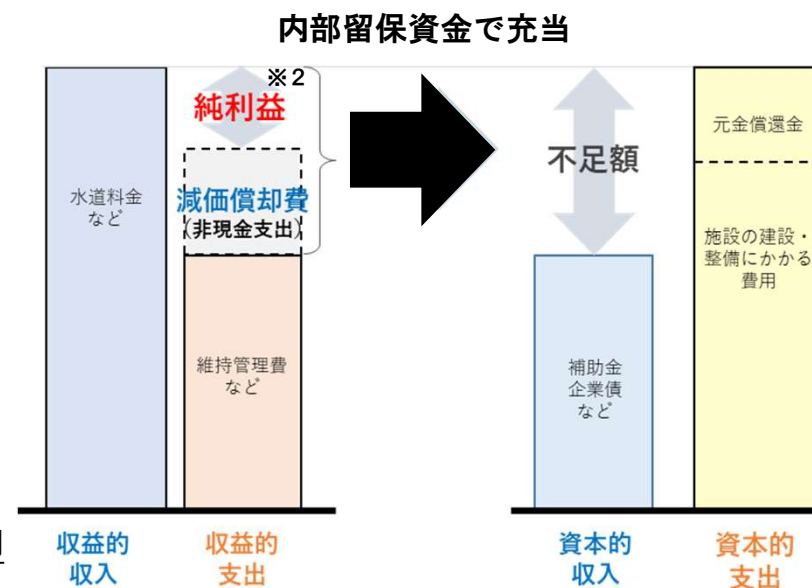 内部留保資金で充当
※2
純利益
減価償却費
(非現金支出)
水道料金
など
維持管理費
など
収益的
収入
収益的
支出
不足額
元金償還金
施設の建設・
整備にかかる
費用
補助金
企業債
など
資本的
収入
資本的
支出